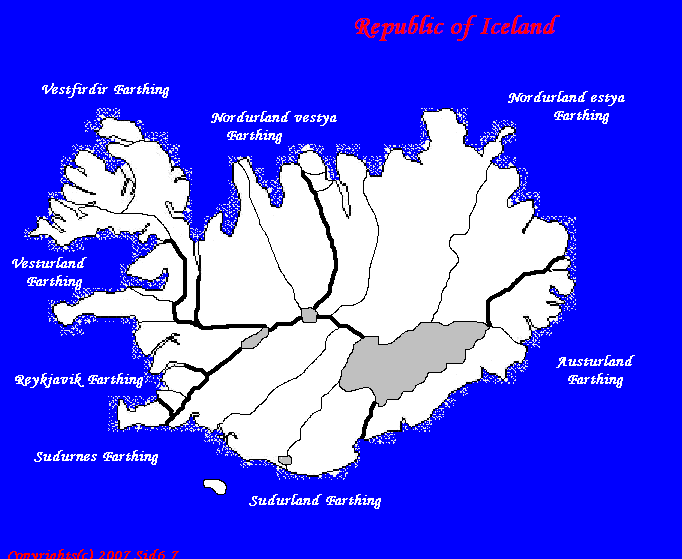 Republic of Iceland
Vestfirdir Farthing
Nordurland vestya
Farthing
Nordurland estya
Farthing
Vesturland
Farthing
Reykjavik Farthing
Austurland
Farthing
Sudurnes Farthing
Sudurland Farthing
Copyrights(c) 2007 Sid6.7